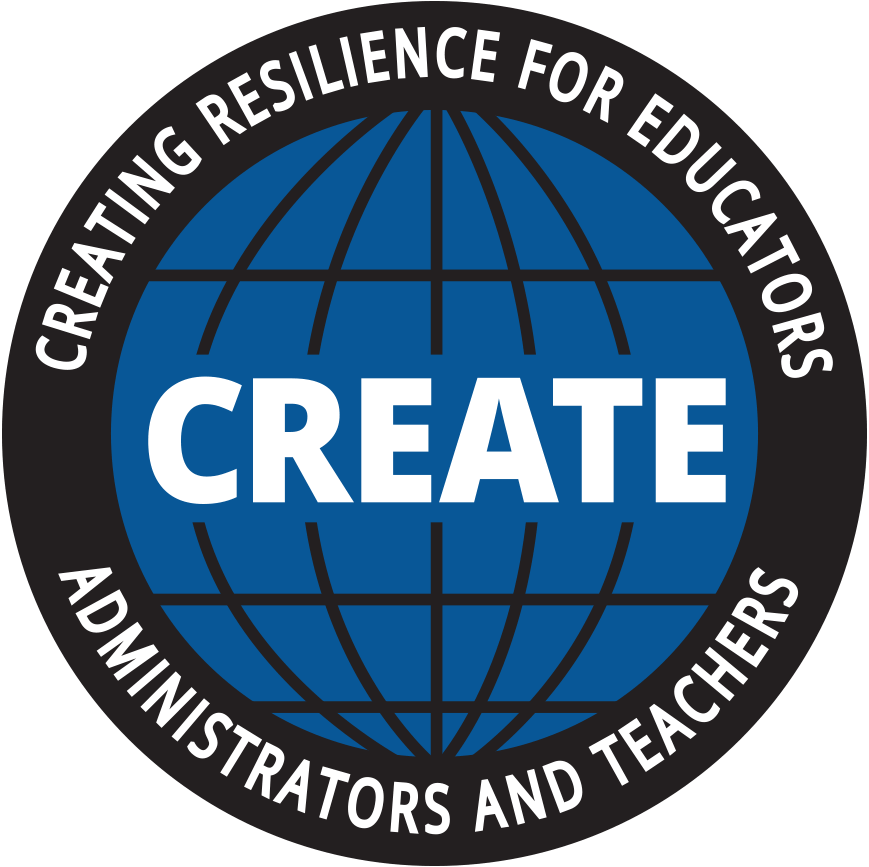 CREATING RESILIENCE FOR EDUCATORS
CREATE
ADMINISTRATORS AND TEACHERS